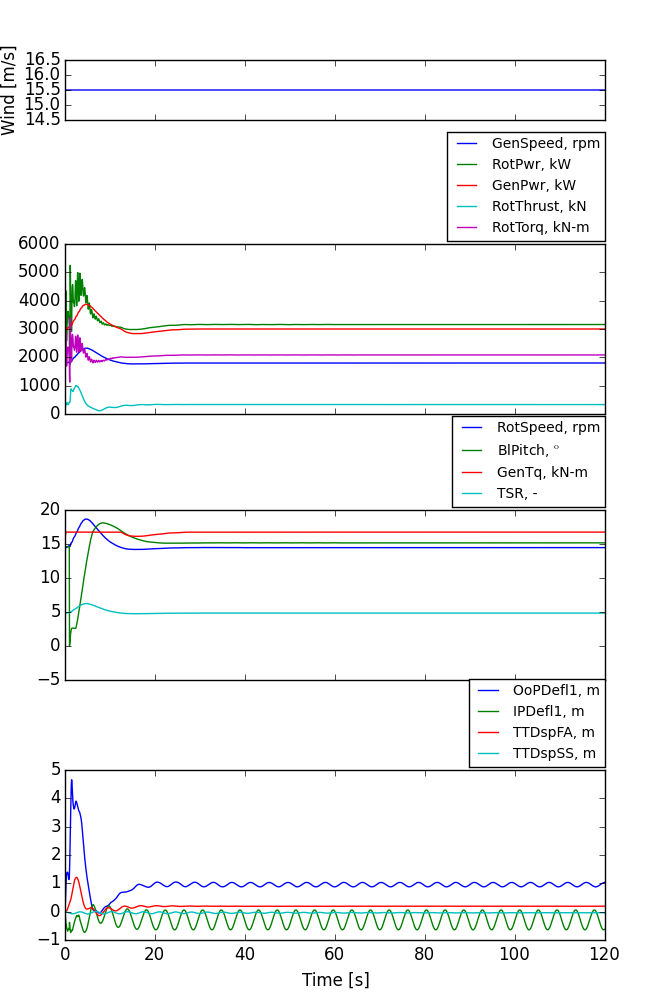 Wind [m/s]
16.5
16.0
15.5
15.0
14.5
GenSpeed, rpm
RotPwr, kW
GenPwr, kW
RotThrust, kN
RotTorq, kN-m
6000
5000
4000
3000
2000
1000
0
RotSpeed, rpm
BlPitch, °
GenTq, kN-m
TSR, -
20
15
10
5
0
−5
OoPDefl1, m
IPDefl1, m
TTDspFA, m
TTDspSS, m
5
4
3
2
1
0
−1
0 20 40 60 80 100 120
Time [s]